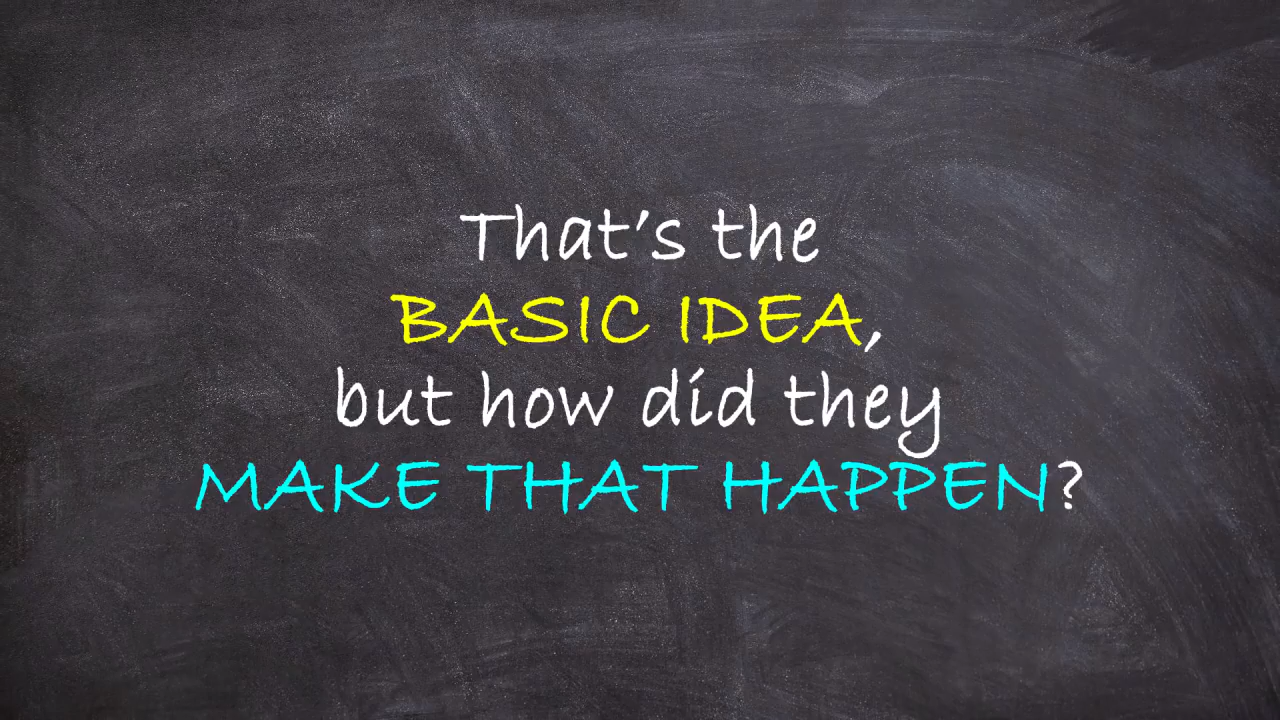 That's the
BASIC IDEA,
but how did they
MAKE THAT HAPPEN?